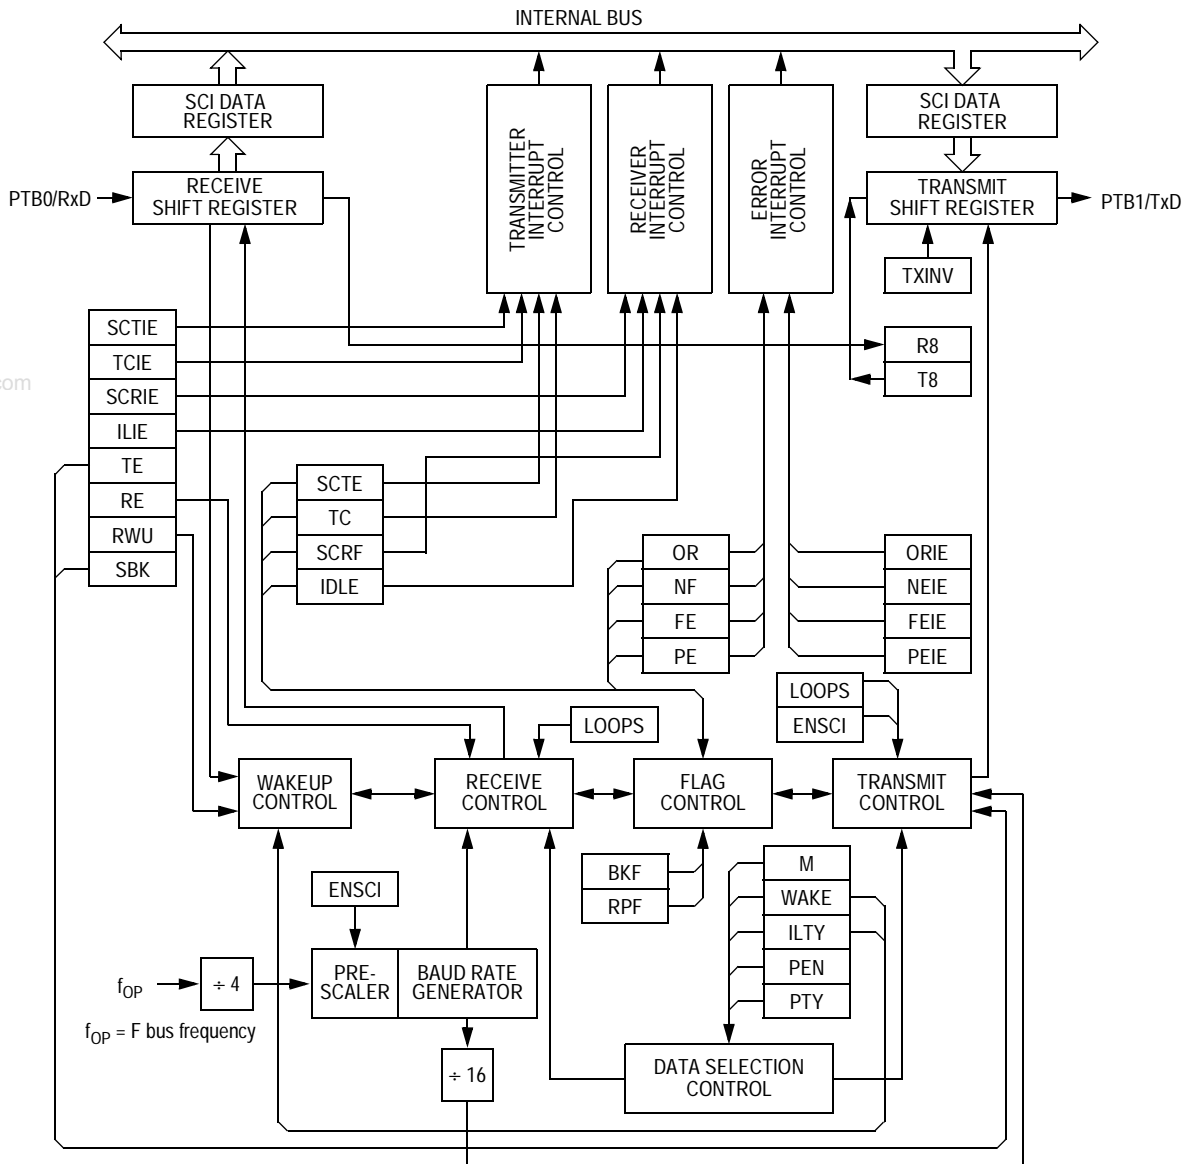 INTERNAL BUS
SCI DATA
REGISTER
TRANSMITTER
INTERRUPT
CONTROL
RECEIVER
INTERRUPT
CONTROL
ERROR
INTERRUPT
CONTROL
SCI DATA
REGISTER
PTB0/RxD
RECEIVE
SHIFT REGISTER
TRANSMIT
SHIFT REGISTER
PTB1/TxD
TXINV
SCTIE
TCIE
SCRIE
ILIE
TE
RE
RWU
SBK
R8
T8
com
SCTE
TC
SCRF
IDLE
OR
NF
FE
PE
ORIE
NEIE
FEIE
PEIE
LOOPS
ENSCI
LOOPS
WAKEUP
CONTROL
RECEIVE
CONTROL
FLAG
CONTROL
TRANSMIT
CONTROL
BKF
RPF
M
WAKE
ILTY
PEN
PTY
ENSCI
fOP
÷ 4
PRE-
SCALER
BAUD RATE
GENERATOR
fOP = F bus frequency
÷ 16
DATA SELECTION
CONTROL